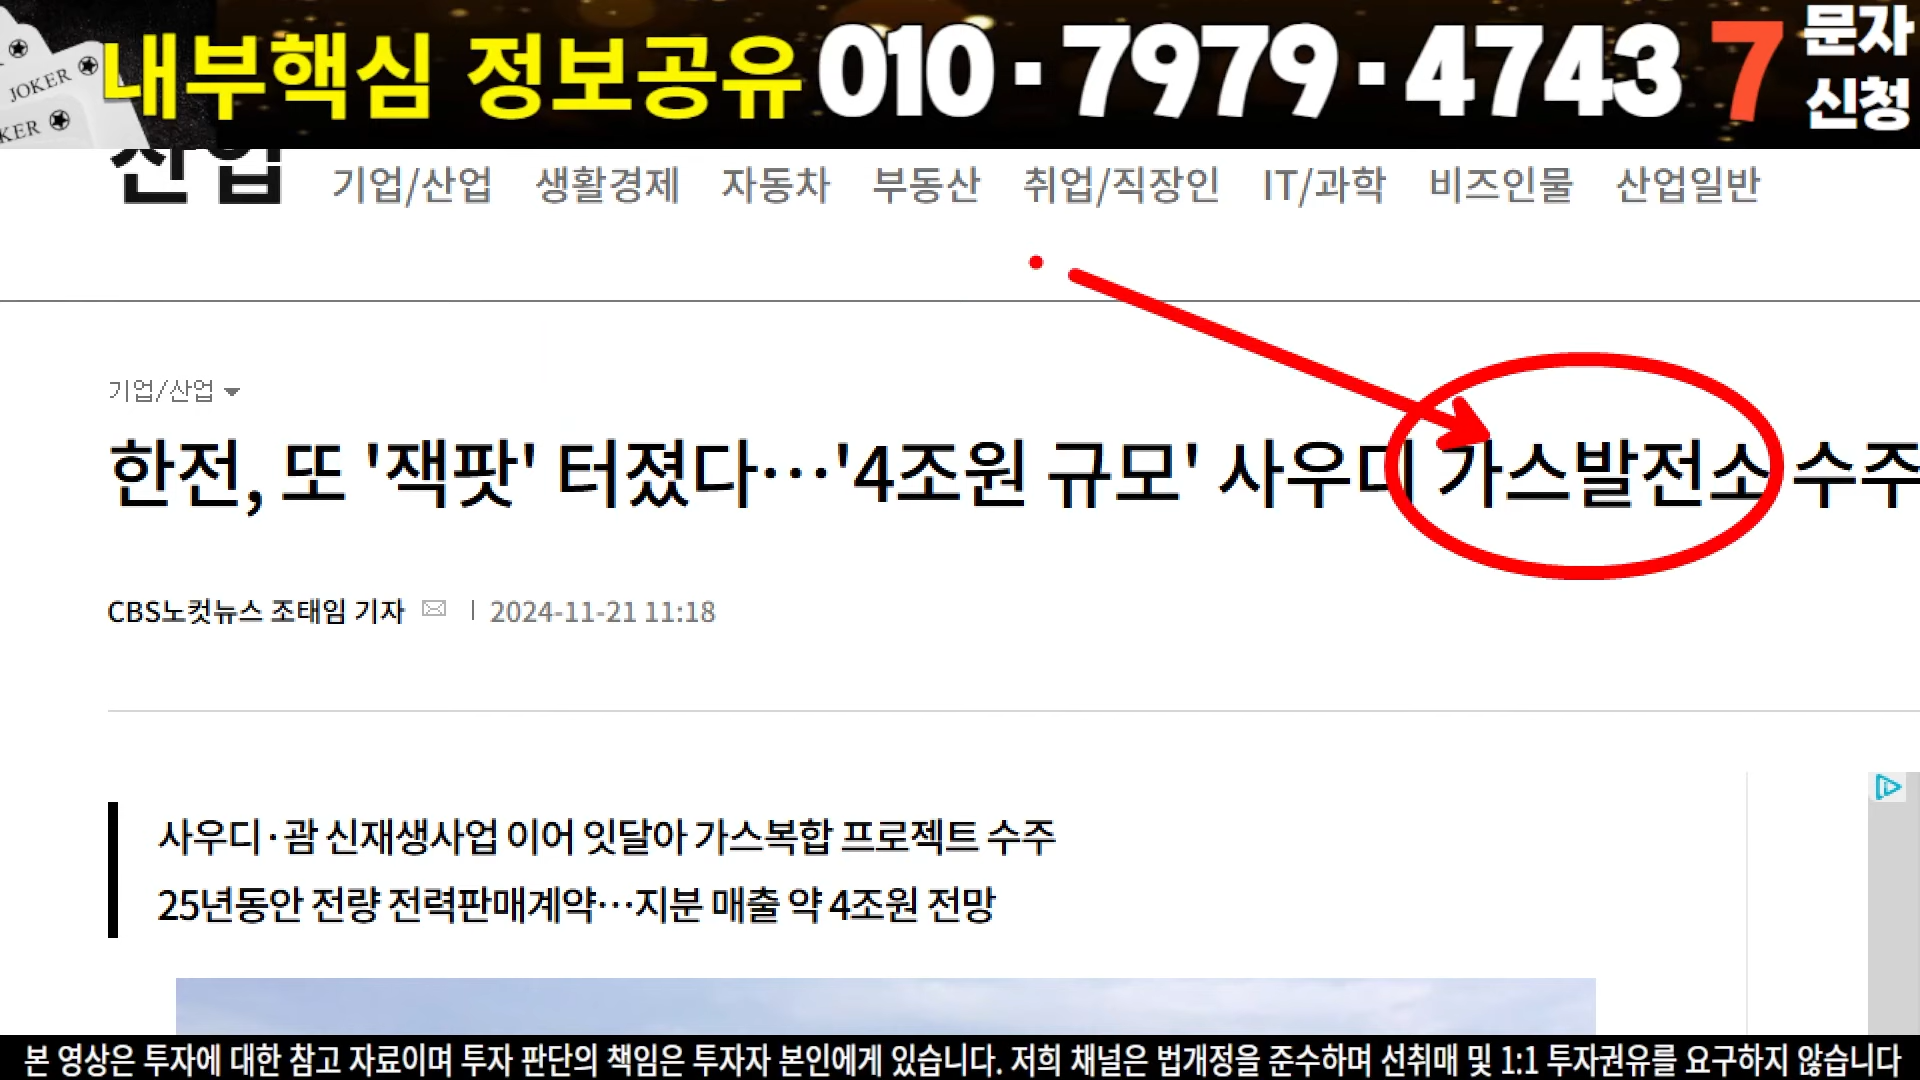 JOKER
KER
내부핵심 정보공유 010·7979·4743 7 문자
신청
산업 기업/산업 생활경제 자동차 부동산 취업/직장인 IT/과학 비즈인물 산업일반
기업/산업
한전, 또 '잭팟' 터졌다…'4조원 규모' 사우디 가스발전소 수주
CBS노컷뉴스 조태임 기자 2024-11-21 11:18
사우디·괌 신재생사업 이어 잇달아 가스복합 프로젝트 수주
25년동안 전량 전력판매계약…지분 매출 약 4조원 전망
본 영상은 투자에 대한 참고 자료이며 투자 판단의 책임은 투자자 본인에게 있습니다. 저희 채널은 법개정을 준수하며 선취매 및 1:1 투자권유를 요구하지 않습니다